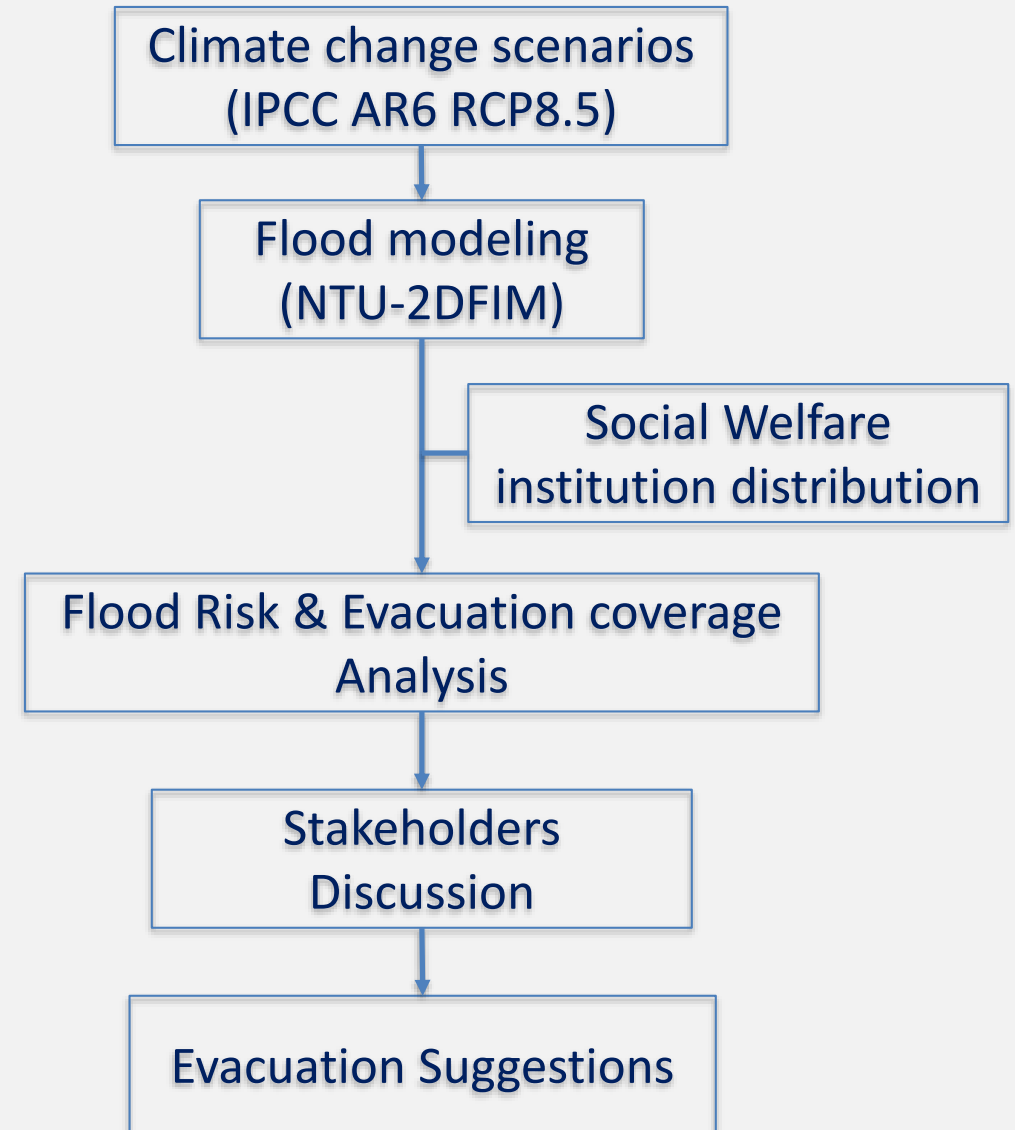 Climate change scenarios
(IPCC AR6 RCP8.5)
Flood modeling
(NTU-2DFIM)
Social Welfare
institution distribution
Flood Risk & Evacuation coverage
Analysis
Stakeholders
Discussion
Evacuation Suggestions